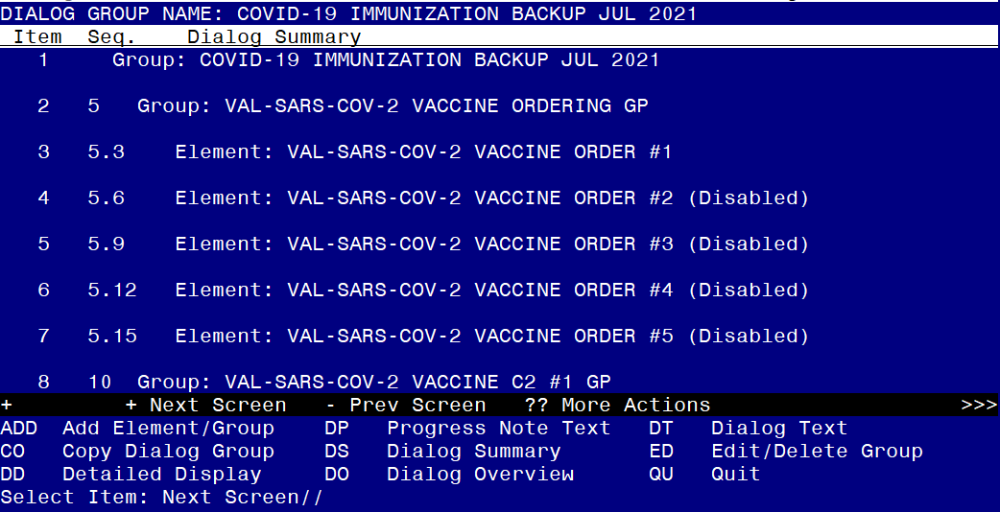 DIALOG GROUP NAME: COVID-19 IMMUNIZATION BACKUP JUL 2021
Item  Seq.    Dialog Summary
1     Group: COVID-19 IMMUNIZATION BACKUP JUL 2021
2   5   Group: VAL-SARS-COV-2 VACCINE ORDERING GP
3   5.3    Element: VAL-SARS-COV-2 VACCINE ORDER #1
4   5.6    Element: VAL-SARS-COV-2 VACCINE ORDER #2 (Disabled)
5   5.9    Element: VAL-SARS-COV-2 VACCINE ORDER #3 (Disabled)
6   5.12   Element: VAL-SARS-COV-2 VACCINE ORDER #4 (Disabled)
7   5.15   Element: VAL-SARS-COV-2 VACCINE ORDER #5 (Disabled)
8   10  Group: VAL-SARS-COV-2 VACCINE C2 #1 GP
+         + Next Screen   - Prev Screen   ?? More Actions                    >>>
ADD  Add Element/Group    DP   Progress Note Text   DT   Dialog Text
CO   Copy Dialog Group    DS   Dialog Summary       ED   Edit/Delete Group
DD   Detailed Display     DO   Dialog Overview      QU   Quit
Select Item: Next Screen//